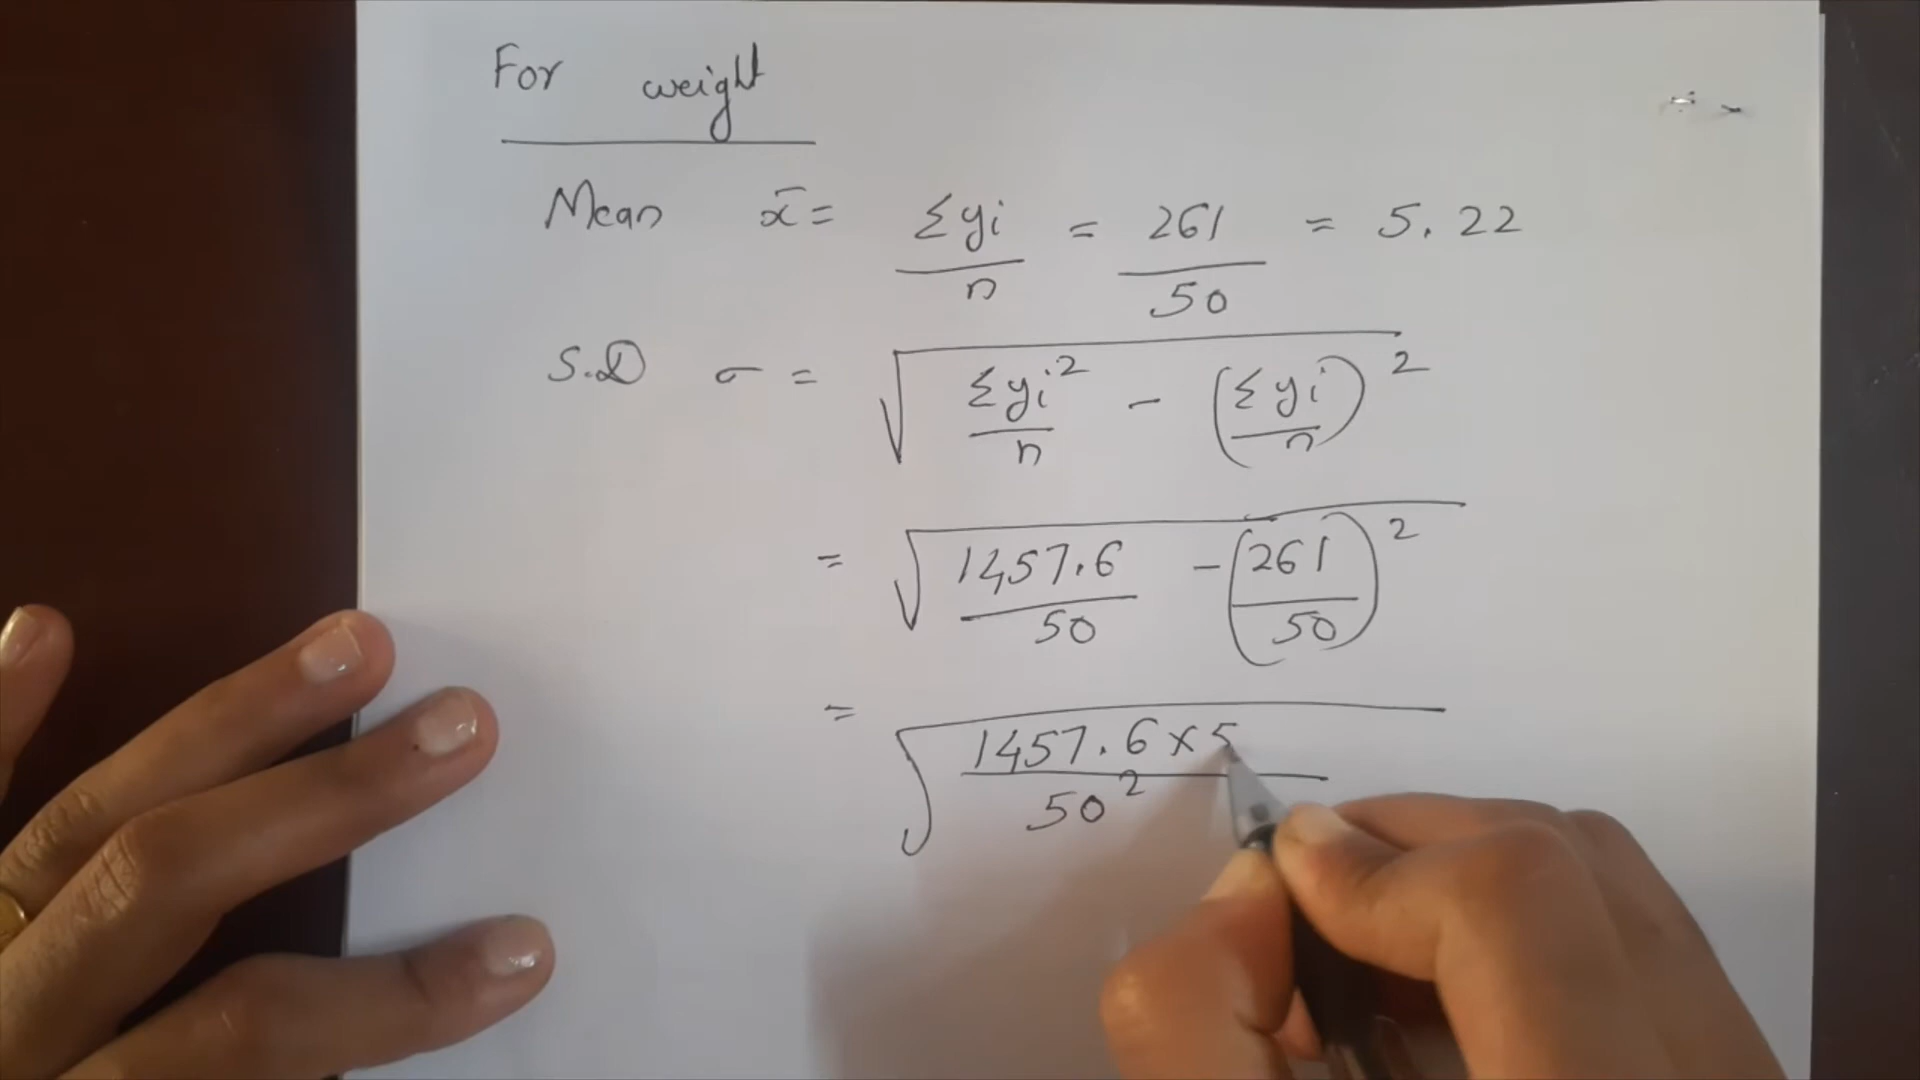 For weight
Mean x̄ = Σyi/n = 261/50 = 5.22
S.D σ = √(Σyi²/n - (Σyi/n)²)
= √(1457.6/50 - (261/50)²)
= √(1457.6 × 5/50²)